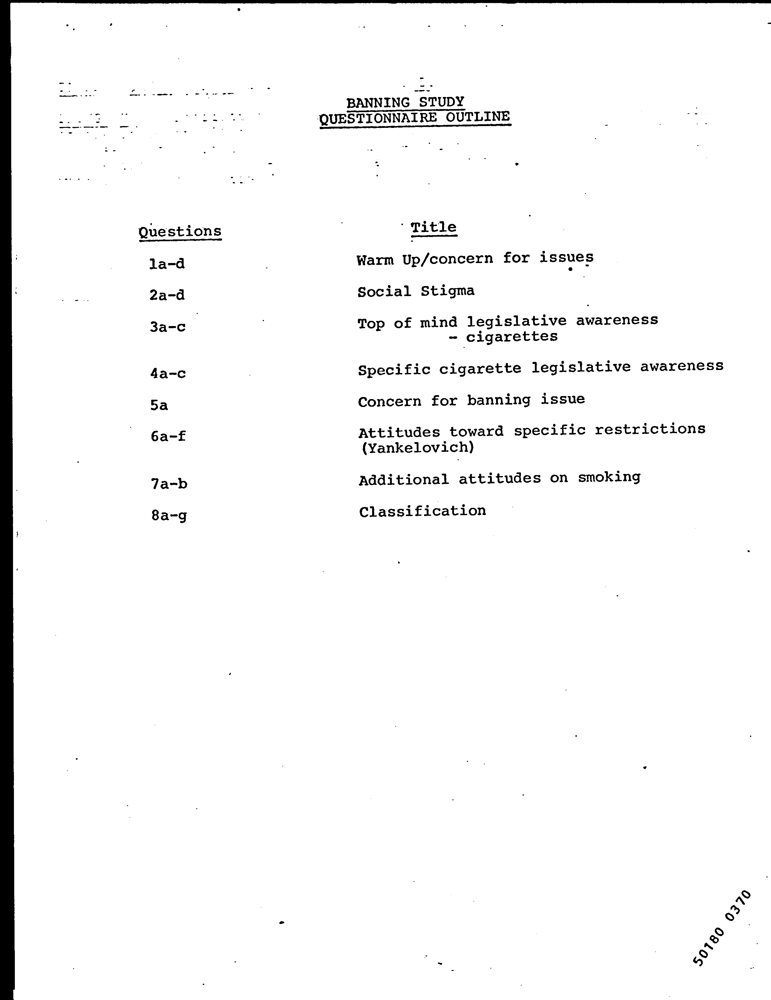 BANNING STUDY
QUESTIONNAIRE OUTLINE
Questions Title
1a-d Warm Up/concern for issues
2a-d Social Stigma
3a-c Top of mind legislative awareness
- cigarettes
4a-c Specific cigarette legislative awareness
5a Concern for banning issue
6a-f Attitudes toward specific restrictions
(Yankelovich)
7a-b Additional attitudes on smoking
8a-g Classification
50180 0370